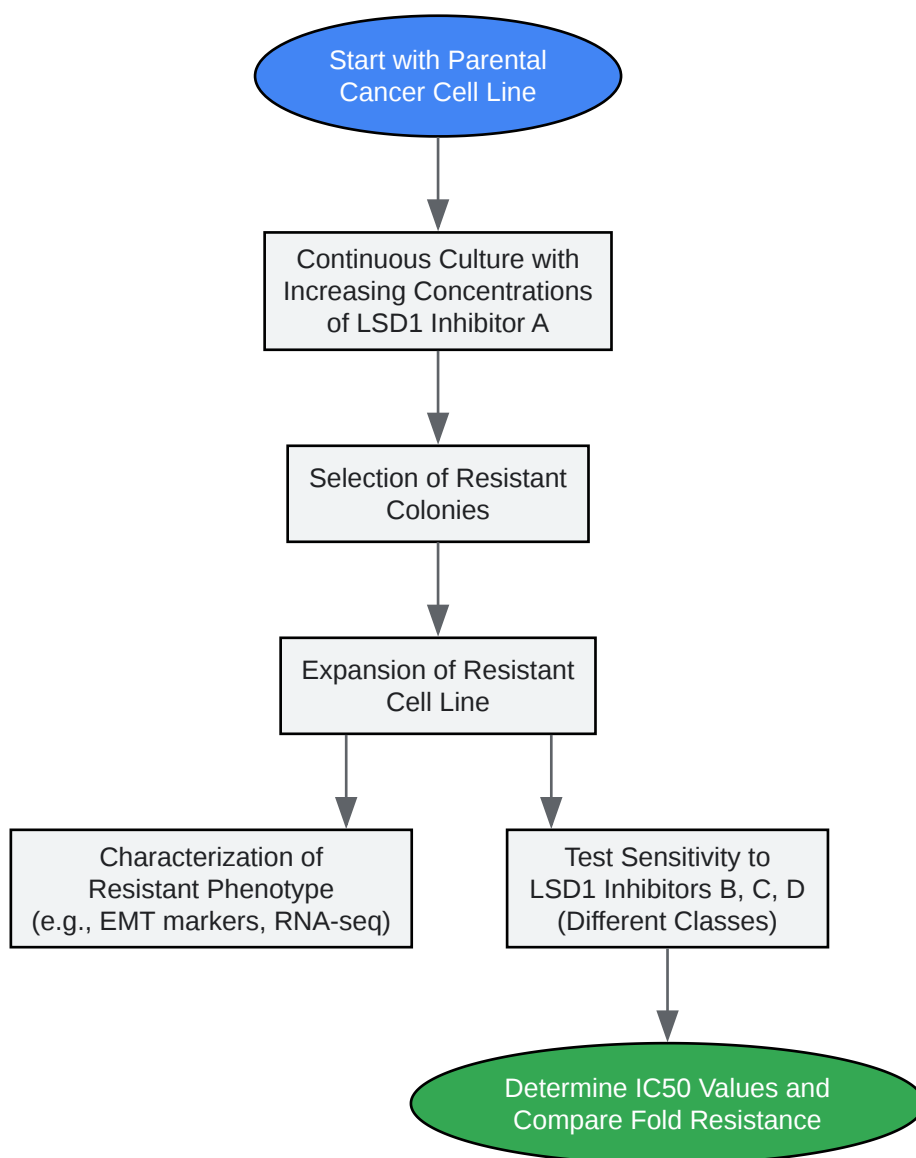 Start with Parental
Cancer Cell Line
Continuous Culture with
Increasing Concentrations
of LSD1 Inhibitor A
Selection of Resistant
Colonies
Expansion of Resistant
Cell Line
Characterization of
Resistant Phenotype
(e.g., EMT markers, RNA-seq)
Test Sensitivity to
LSD1 Inhibitors B, C, D
(Different Classes)
Determine IC50 Values and
Compare Fold Resistance